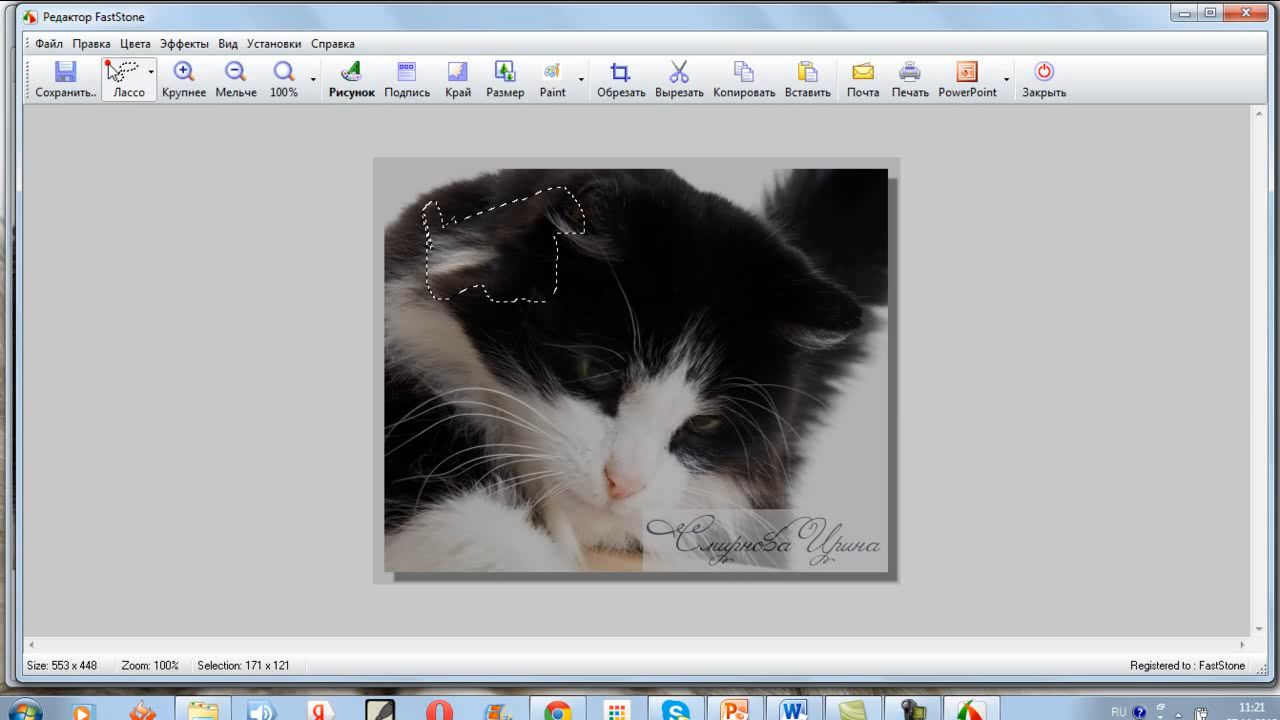 Редактор FastStone
Файл Правка Цвета Эффекты Вид Установки Справка
Сохранить.. Лассо Крупнее Мельче 100% Рисунок Подпись Край Размер Paint Обрезать Вырезать Копировать Вставить Почта Печать PowerPoint Закрыть
Смирнова Ирина
Size: 553 x 448 Zoom: 100% Selection: 171 x 121 Registered to : FastStone
RU 11:21